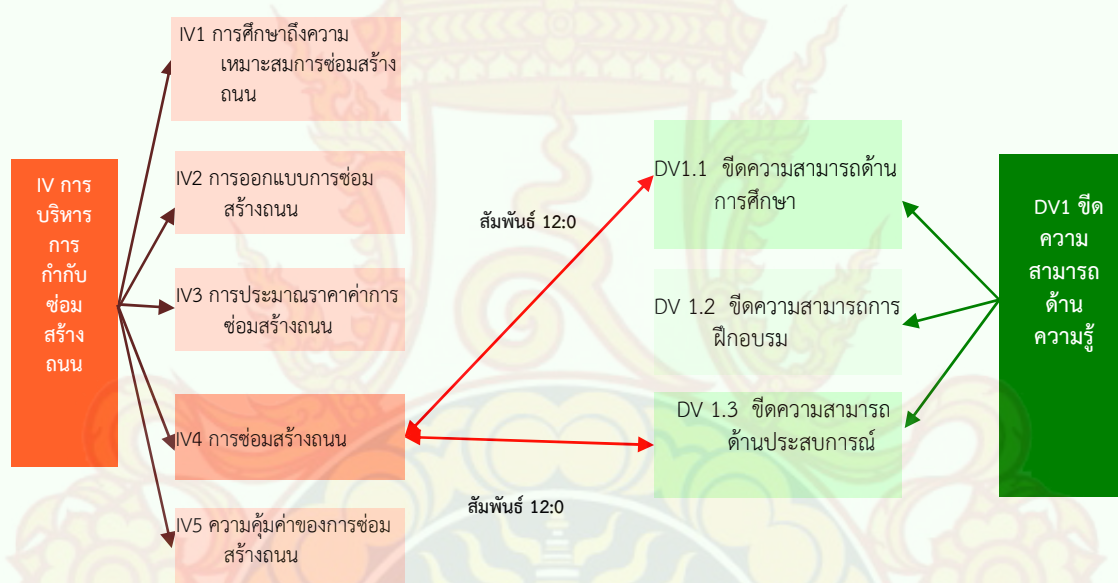 IV การ
บริหาร
การ
กำกับ
ซ่อม
สร้าง
ถนน
IV1 การศึกษาถึงความ
เหมาะสมการซ่อมสร้าง
ถนน
IV2 การออกแบบการซ่อม
สร้างถนน
IV3 การประมาณราคาค่าการ
ซ่อมสร้างถนน
IV4 การซ่อมสร้างถนน
IV5 ความคุ้มค่าของการซ่อม
สร้างถนน
สัมพันธ์ 12:0
สัมพันธ์ 12:0
DV1.1 ขีดความสามารถด้าน
การศึกษา
DV 1.2 ขีดความสามารถการ
ฝึกอบรม
DV 1.3 ขีดความสามารถ
ด้านประสบการณ์
DV1 ขีด
ความ
สามารถ
ด้าน
ความรู้